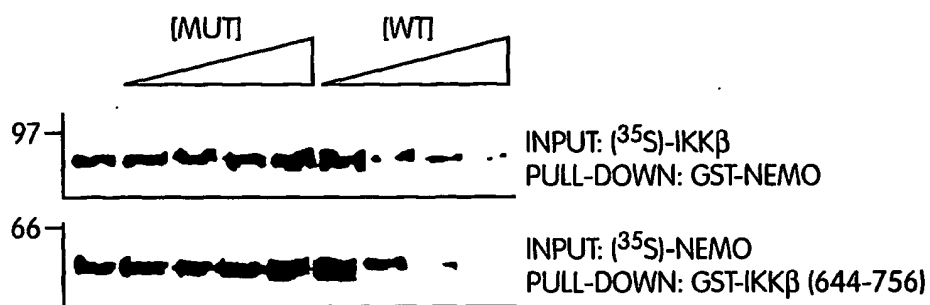 [MUT] [WT]
97
INPUT: (35S)-IKKβ
PULL-DOWN: GST-NEMO
66
INPUT: (35S)-NEMO
PULL-DOWN: GST-IKKβ (644-756)